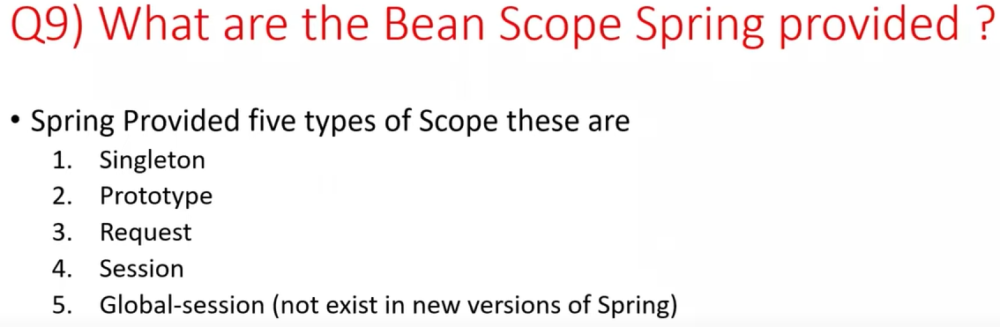 Q9) What are the Bean Scope Spring provided ?
• Spring Provided five types of Scope these are
1. Singleton
2. Prototype
3. Request
4. Session
5. Global-session (not exist in new versions of Spring)